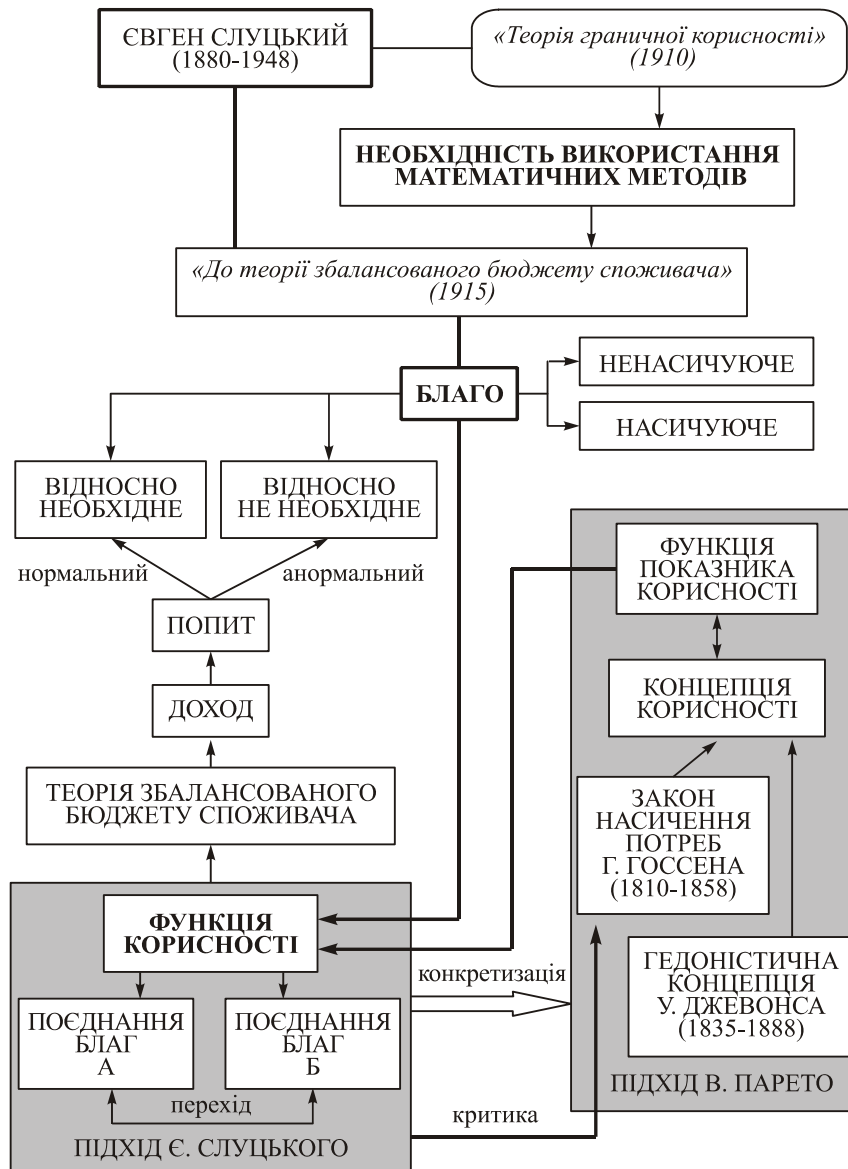 ЄВГЕН СЛУЦЬКИЙ
(1880-1948)
«Теорія граничної корисності»
(1910)
НЕОБХІДНІСТЬ ВИКОРИСТАННЯ
МАТЕМАТИЧНИХ МЕТОДІВ
«До теорії збалансованого бюджету споживача»
(1915)
БЛАГО
НЕНАСИЧУЮЧЕ
НАСИЧУЮЧЕ
ВІДНОСНО
НЕОБХІДНЕ
ВІДНОСНО
НЕ НЕОБХІДНЕ
нормальний
анормальний
ПОПИТ
ДОХОД
ТЕОРІЯ ЗБАЛАНСОВАНОГО
БЮДЖЕТУ СПОЖИВАЧА
ФУНКЦІЯ
КОРИСНОСТІ
ПОЄДНАННЯ
БЛАГ
А
ПОЄДНАННЯ
БЛАГ
Б
перехід
ПІДХІД Є. СЛУЦЬКОГО
конкретизація
критика
ФУНКЦІЯ
ПОКАЗНИКА
КОРИСНОСТІ
КОНЦЕПЦІЯ
КОРИСНОСТІ
ЗАКОН
НАСИЧЕННЯ
ПОТРЕБ
Г. ГОССЕНА
(1810-1858)
ГЕДОНІСТИЧНА
КОНЦЕПЦІЯ
У. ДЖЕВОНСА
(1835-1888)
ПІДХІД В. ПАРЕТО